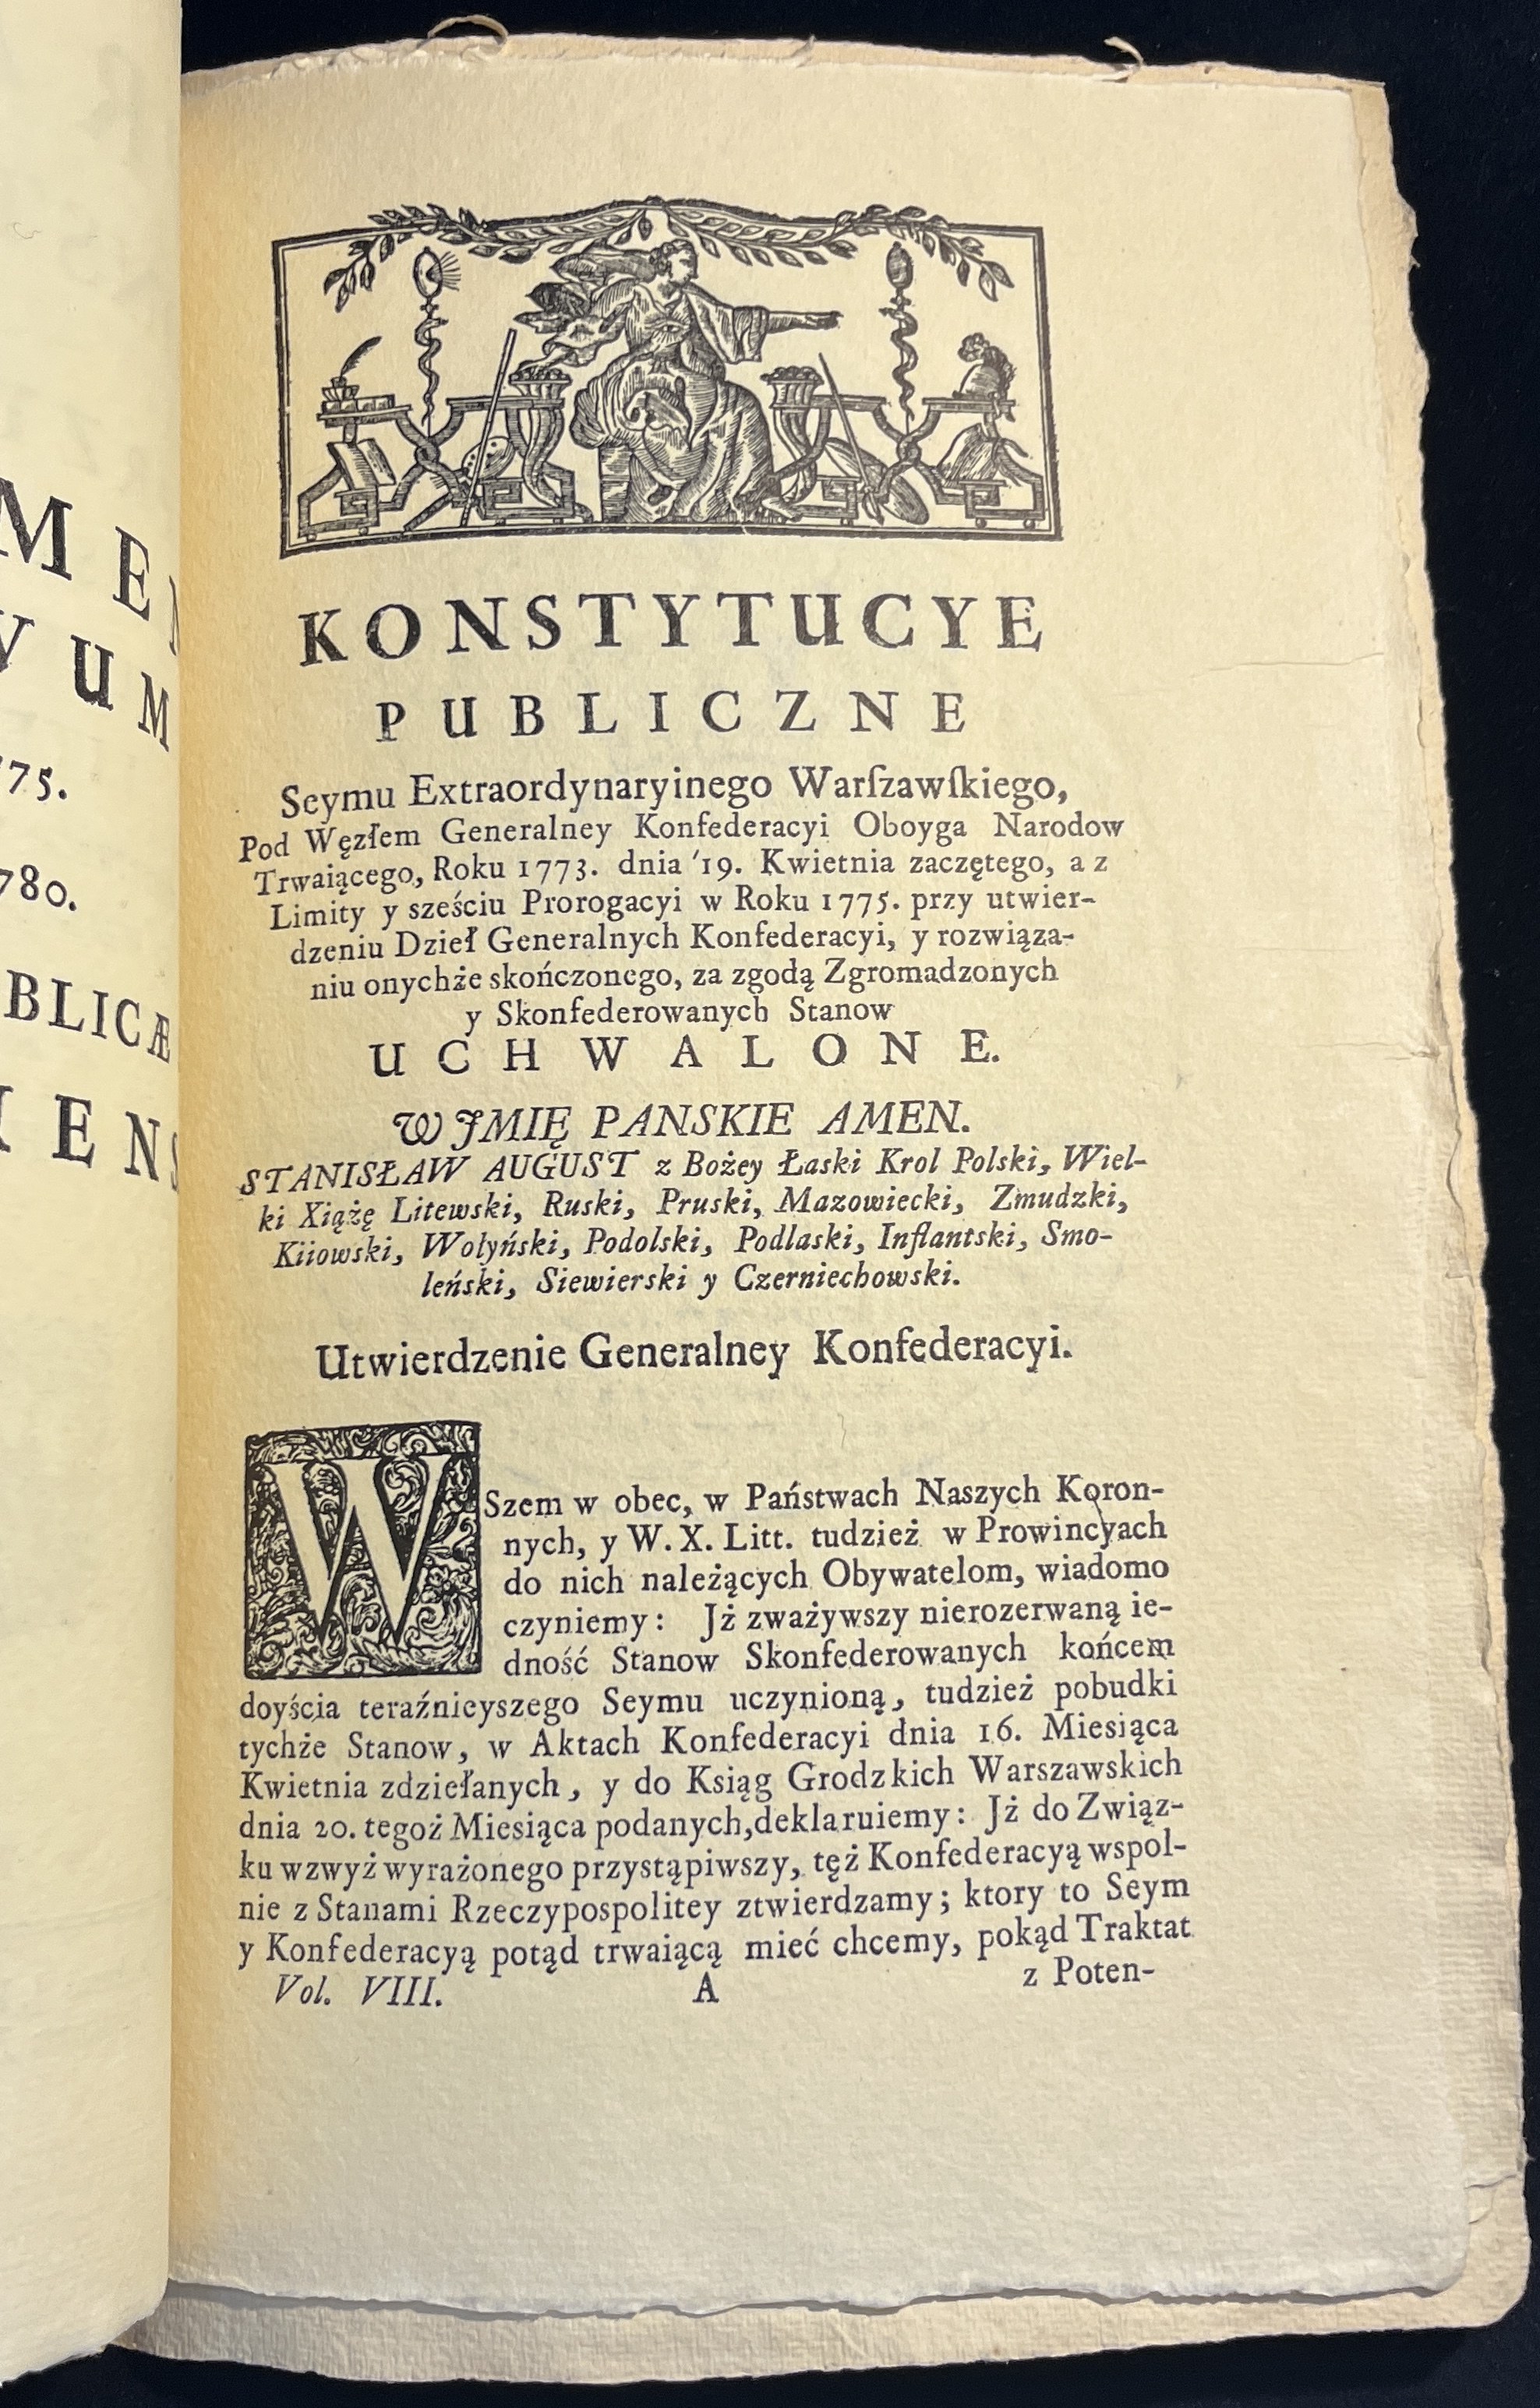 MEN
VUM
75.
780.
BLICÆ
IENS
KONSTYTUCYE
PUBLICZNE
Seymu Extraordynaryinego Warſzawſkiego,
Pod Węzłem Generalney Konfederacyi Oboyga Narodow
Trwaiącego, Roku 1773. dnia 19. Kwietnia zaczętego, a z
Limity y sześciu Prorogacyi w Roku 1775. przy utwier-
dzeniu Dzieł Generalnych Konfederacyi, y rozwiąza-
niu onychże skończonego, za zgodą Zgromadzonych
y Skonfederowanych Stanow
UCHWALONE.
W JMIĘ PANSKIE AMEN.
STANISŁAW AUGUST z Bożey Łaski Krol Polski, Wiel-
ki Xiążę Litewski, Ruski, Pruski, Mazowiecki, Zmudzki,
Kiiowski, Wołyński, Podolski, Podlaski, Inflantski, Smo-
leński, Siewierski y Czerniechowski.
Utwierdzenie Generalney Konfederacyi.
WSzem w obec, w Państwach Naszych Koron-
nych, y W. X. Litt. tudzież w Prowincyach
do nich należących Obywatelom, wiadomo
czyniemy: Jż zważywszy nierozerwaną ie-
dność Stanow Skonfederowanych końcem
doyścia teraźnieyszego Seymu uczynioną, tudzież pobudki
tychże Stanow, w Aktach Konfederacyi dnia 16. Miesiąca
Kwietnia zdziełanych, y do Ksiąg Grodzkich Warszawskich
dnia 20. tegoż Miesiąca podanych, deklaruiemy: Jż do Związ-
ku wzwyż wyrażonego przystąpiwszy, tęż Konfederacyą wspol-
nie z Stanami Rzeczypospolitey ztwierdzamy; ktory to Seym
y Konfederacyą potąd trwaiącą mieć chcemy, pokąd Traktat
Vol. VIII. A z Poten-